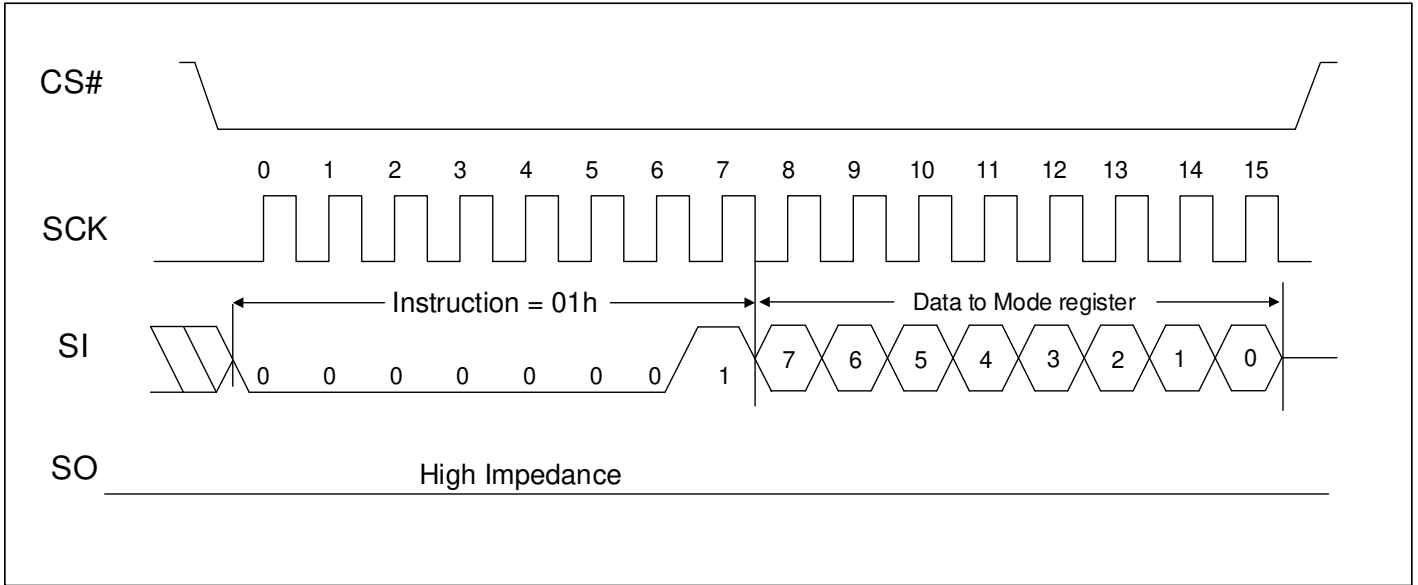 CS#
0 1 2 3 4 5 6 7 8 9 10 11 12 13 14 15
SCK
Instruction = 01h Data to Mode register
SI
0 0 0 0 0 0 0 1 7 6 5 4 3 2 1 0
SO
High Impedance